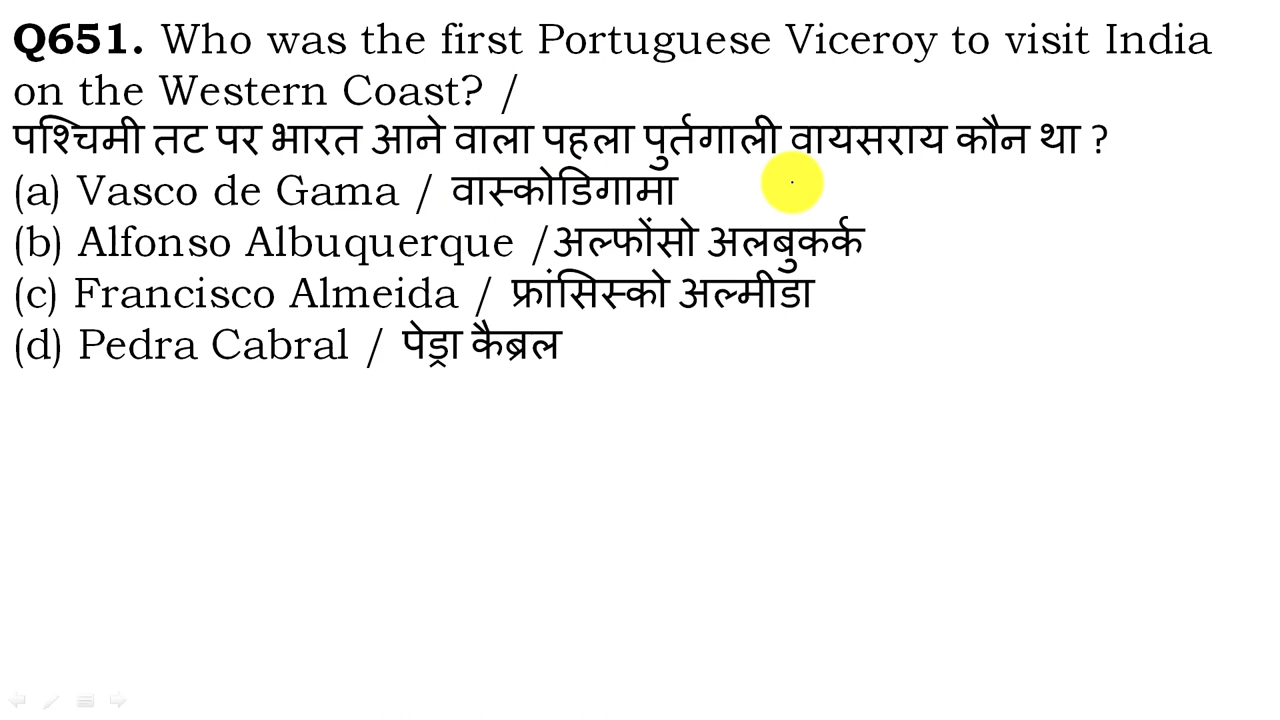 Q651. Who was the first Portuguese Viceroy to visit India
on the Western Coast? /
पश्चिमी तट पर भारत आने वाला पहला पुर्तगाली वायसराय कौन था ?
(a) Vasco de Gama / वास्कोडिगामा
(b) Alfonso Albuquerque /अल्फोंसो अलबुकर्क
(c) Francisco Almeida / फ्रांसिस्को अल्मीडा
(d) Pedra Cabral / पेड्रा कैब्रल